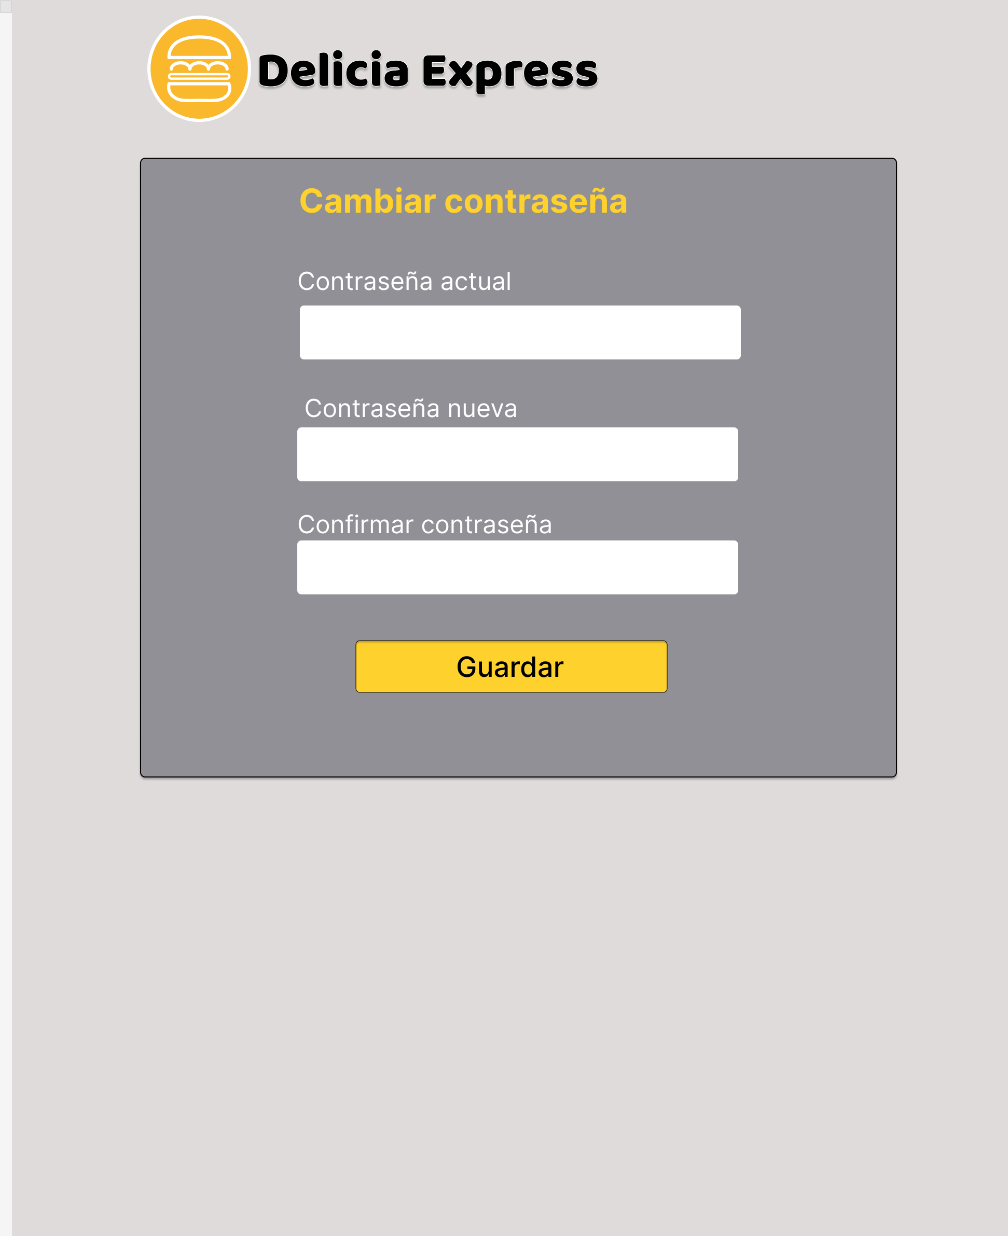 Delicia Express
Cambiar contraseña
Contraseña actual
Contraseña nueva
Confirmar contraseña
Guardar